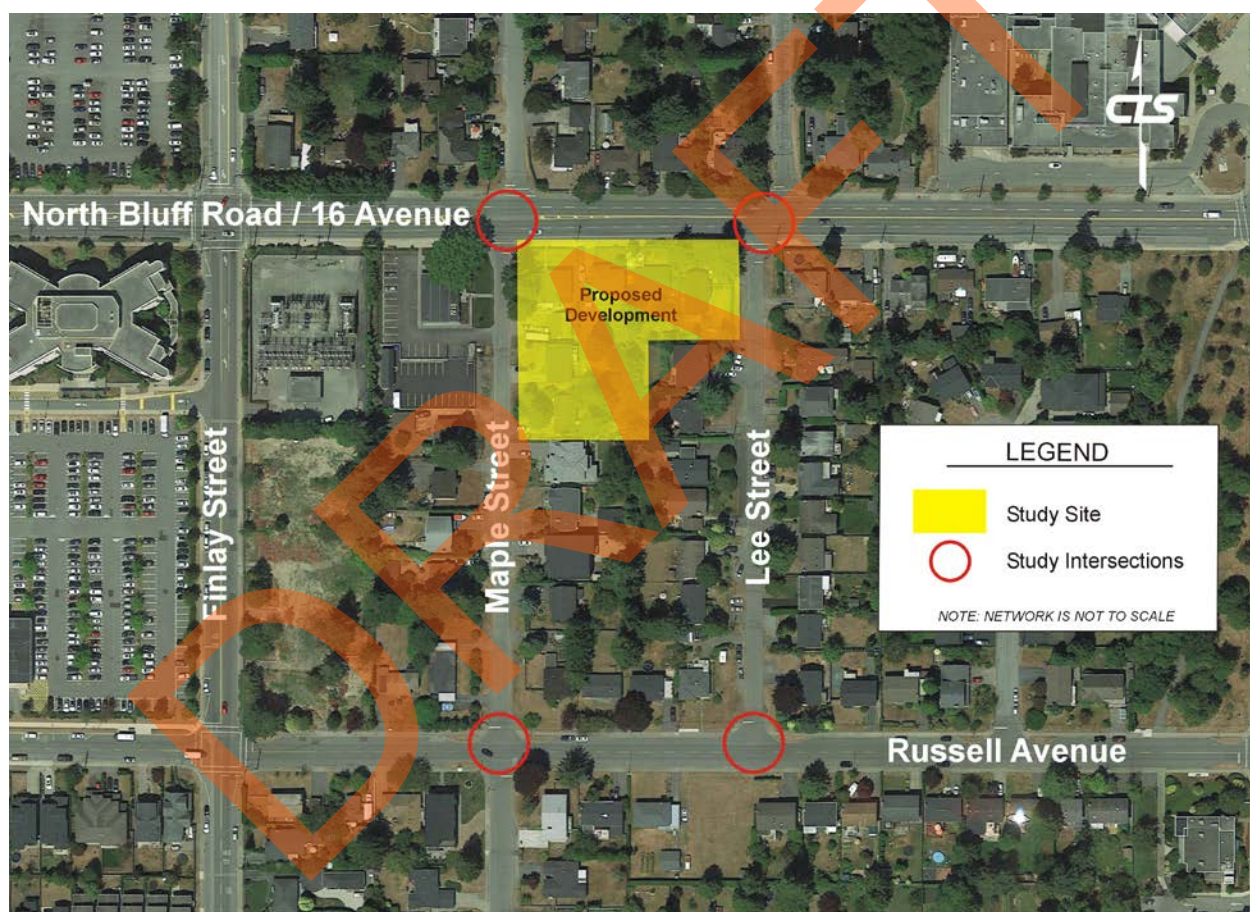 CTS
North Bluff Road / 16 Avenue
Proposed
Development
Finlay Street
Maple Street
Lee Street
LEGEND
Study Site
Study Intersections
NOTE: NETWORK IS NOT TO SCALE
Russell Avenue
DRAFT